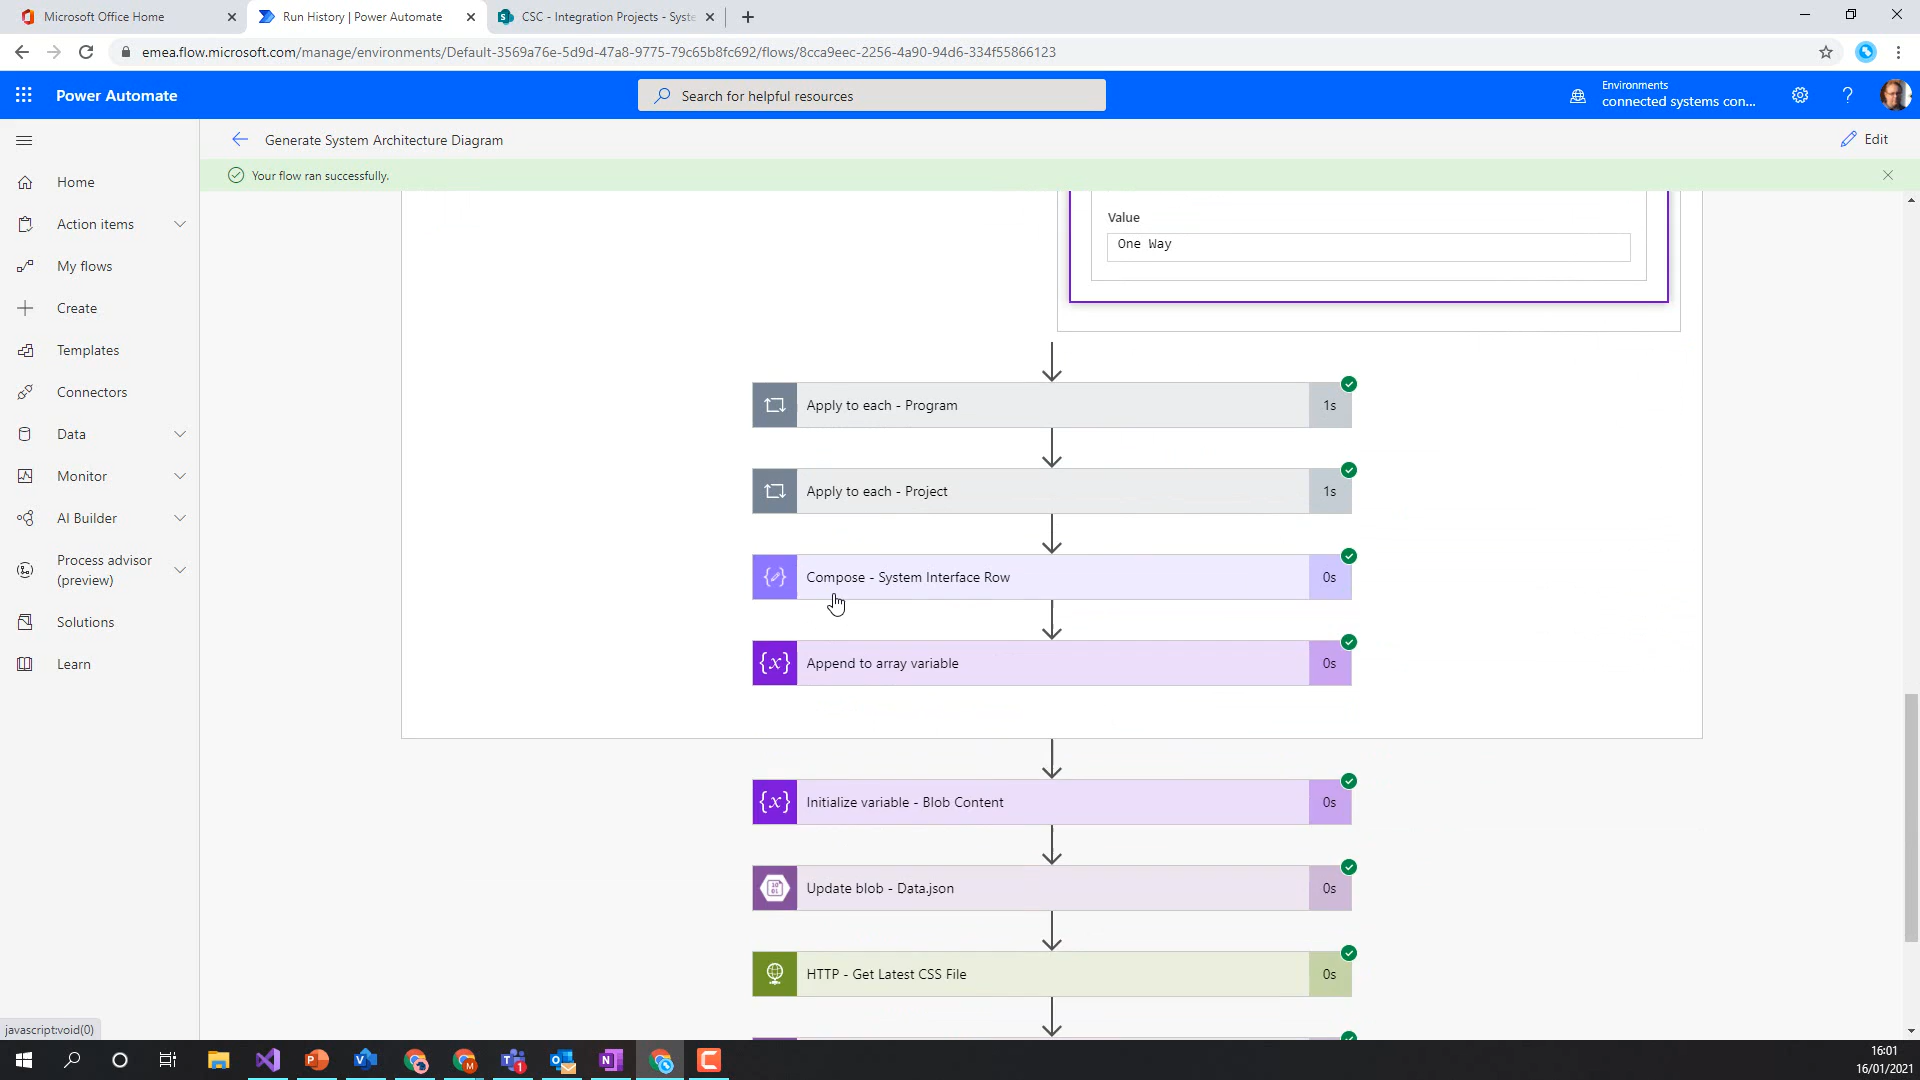 Microsoft Office Home
Run History | Power Automate
CSC - Integration Projects - Syste
emea.flow.microsoft.com/manage/environments/Default-3569a76e-5d9d-47a8-9775-79c65b8fc692/flows/8cca9eec-2256-4a90-94d6-334f55866123
Power Automate
Search for helpful resources
Environments
connected systems con...
?
Generate System Architecture Diagram
Edit
Your flow ran successfully.
Home
Action items
My flows
Create
Templates
Connectors
Data
Monitor
AI Builder
Process advisor
(preview)
Solutions
Learn
Value
One Way
Apply to each - Program
1s
Apply to each - Project
1s
Compose - System Interface Row
0s
Append to array variable
0s
Initialize variable - Blob Content
0s
Update blob - Data.json
0s
HTTP - Get Latest CSS File
0s
javascript:void(0)
16:01
16/01/2021